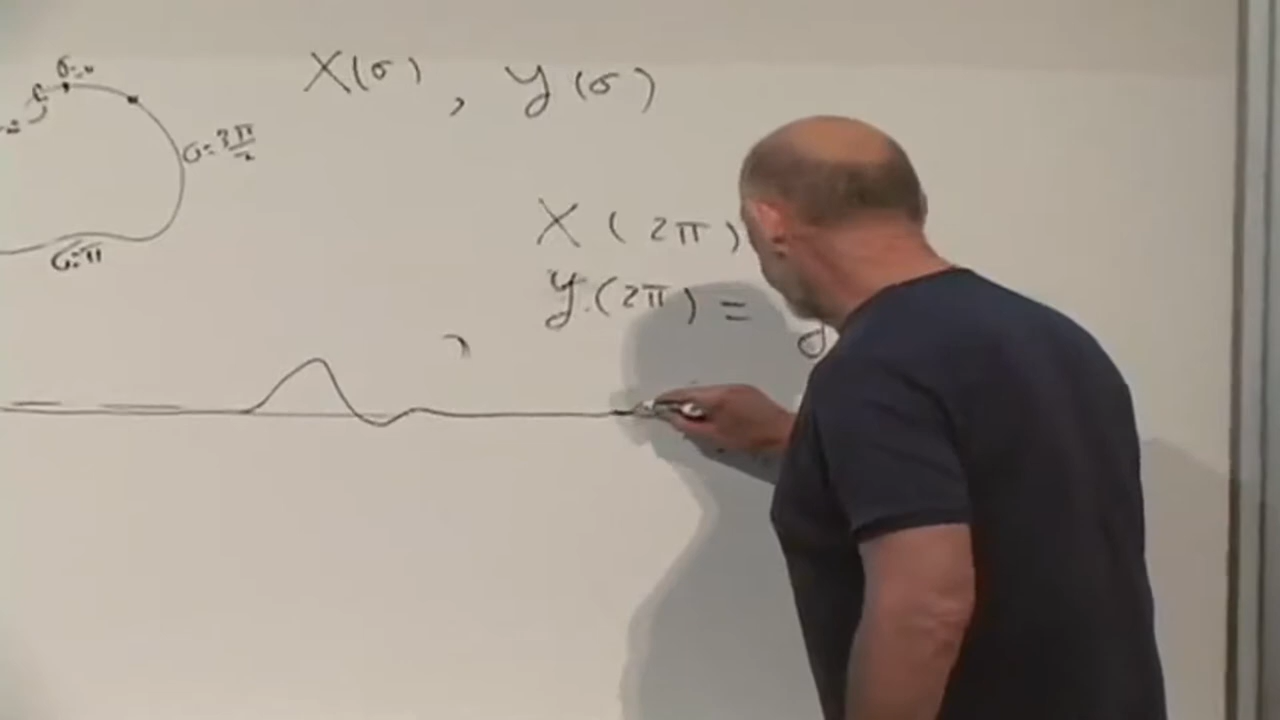 σ=0
X(σ) , y(σ)
σ=3π/2
X(2π)
σ=π
y(2π) = y